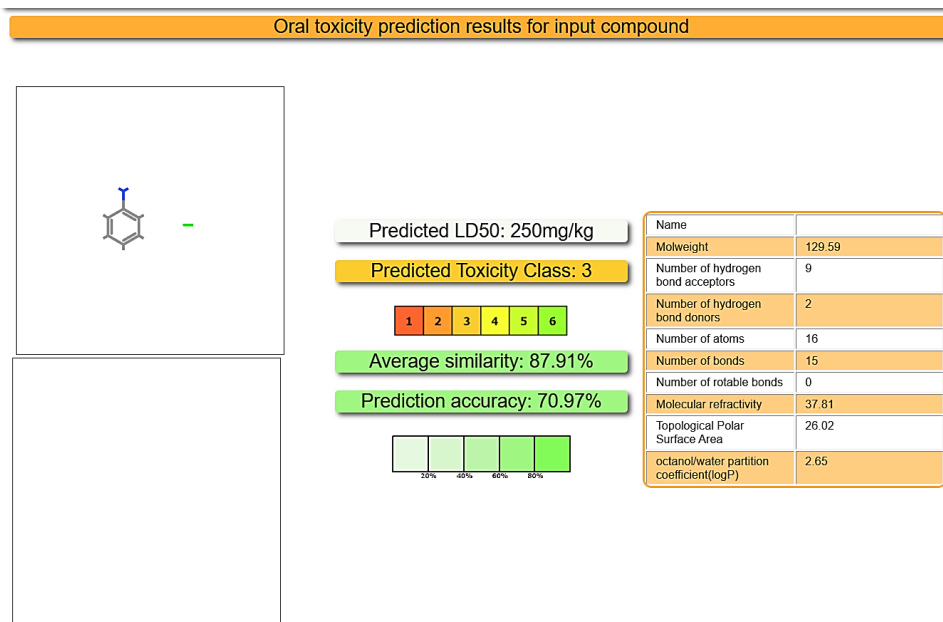 Oral toxicity prediction results for input compound
Predicted LD50: 250mg/kg
Predicted Toxicity Class: 3
1 2 3 4 5 6
Average similarity: 87.91%
Prediction accuracy: 70.97%
20% 40% 60% 80%
Name
Molweight 129.59
Number of hydrogen
bond acceptors 9
Number of hydrogen
bond donors 2
Number of atoms 16
Number of bonds 15
Number of rotable bonds 0
Molecular refractivity 37.81
Topological Polar
Surface Area 26.02
octanol/water partition
coefficient(logP) 2.65